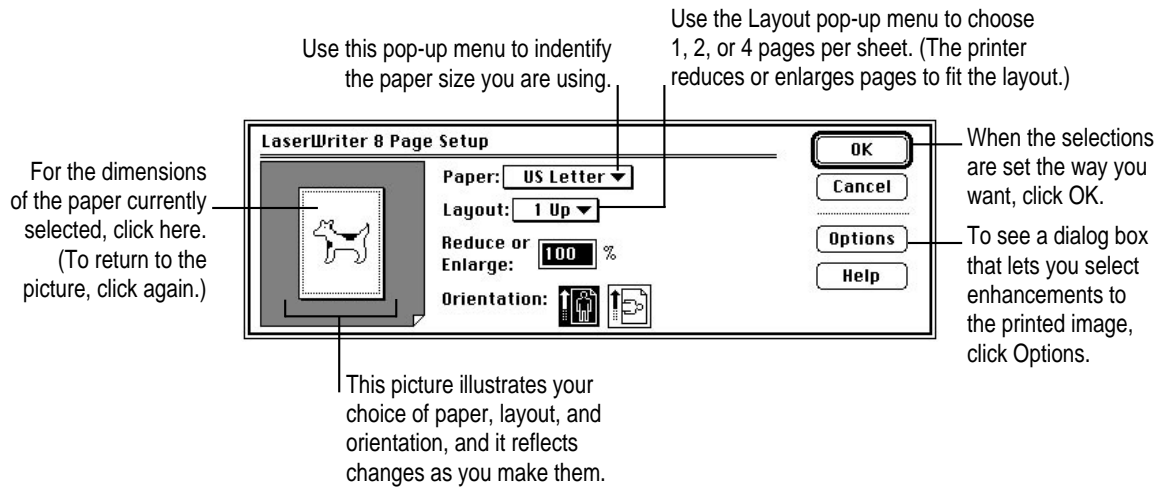 Use this pop-up menu to indentify
the paper size you are using.
Use the Layout pop-up menu to choose
1, 2, or 4 pages per sheet. (The printer
reduces or enlarges pages to fit the layout.)
For the dimensions
of the paper currently
selected, click here.
(To return to the
picture, click again.)
LaserWriter 8 Page Setup
Paper: US Letter
Layout: 1 Up
Reduce or
Enlarge: 100 %
Orientation:
OK
Cancel
Options
Help
When the selections
are set the way you
want, click OK.
To see a dialog box
that lets you select
enhancements to
the printed image,
click Options.
This picture illustrates your
choice of paper, layout, and
orientation, and it reflects
changes as you make them.